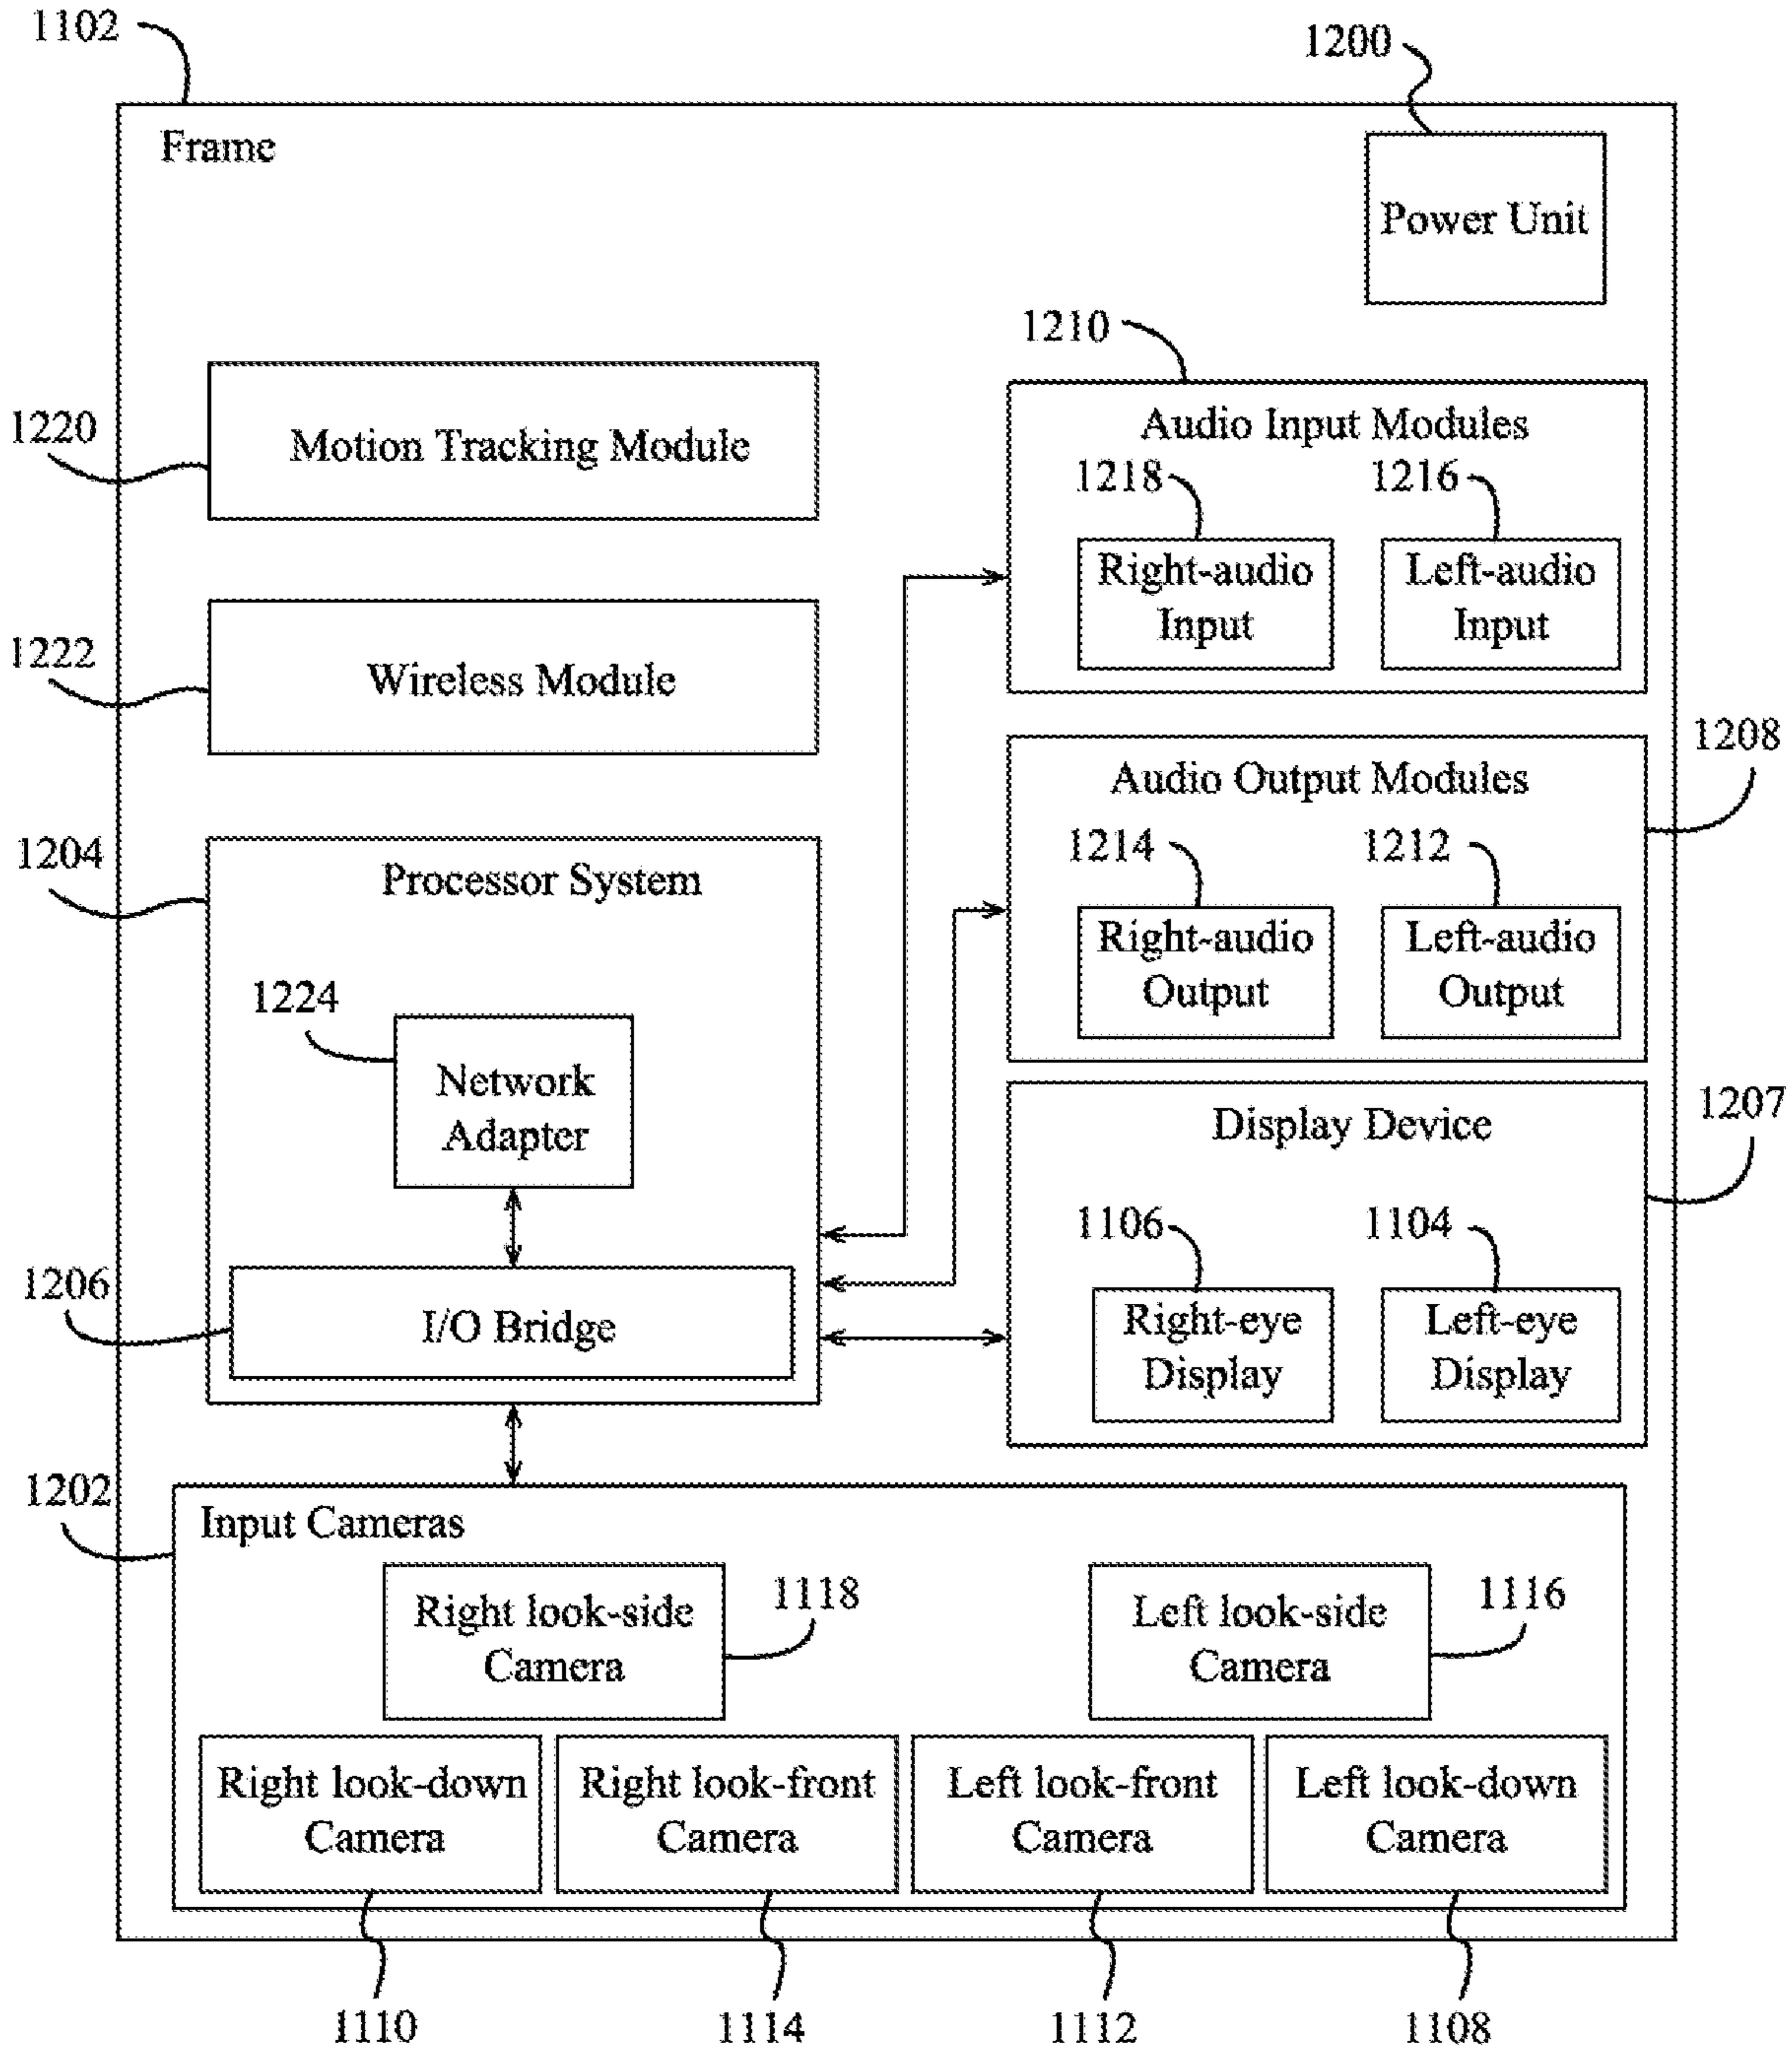 1102
1200
Frame
Power Unit
1210
1220
Motion Tracking Module
Audio Input Modules
1218
1216
Right-audio
Input
Left-audio
Input
1222
Wireless Module
1208
Audio Output Modules
1214
1212
Right-audio
Output
Left-audio
Output
1204
Processor System
1224
Network
Adapter
1206
I/O Bridge
1207
Display Device
1106
1104
Right-eye
Display
Left-eye
Display
1202
Input Cameras
Right look-side
Camera
1118
Left look-side
Camera
1116
Right look-down
Camera
Right look-front
Camera
Left look-front
Camera
Left look-down
Camera
1110
1114
1112
1108